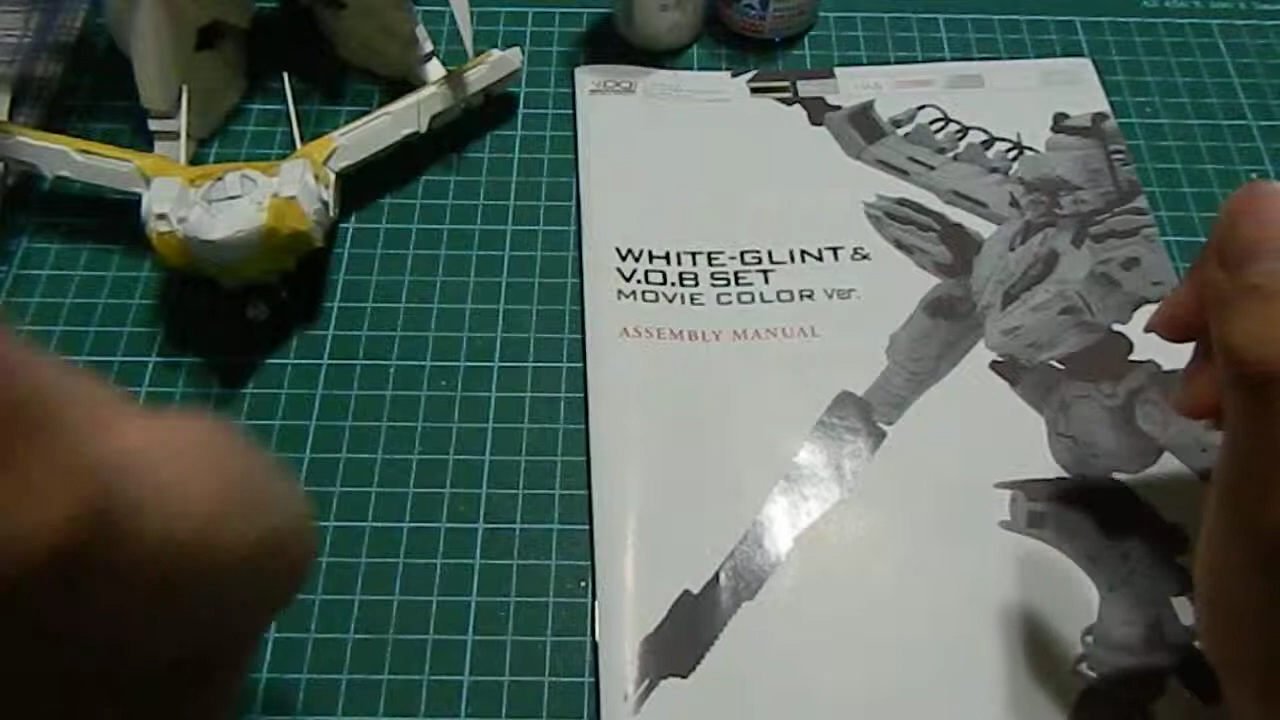 WHITE-GLINT &
V.O.B SET
MOVIE COLOR Ver.
ASSEMBLY MANUAL